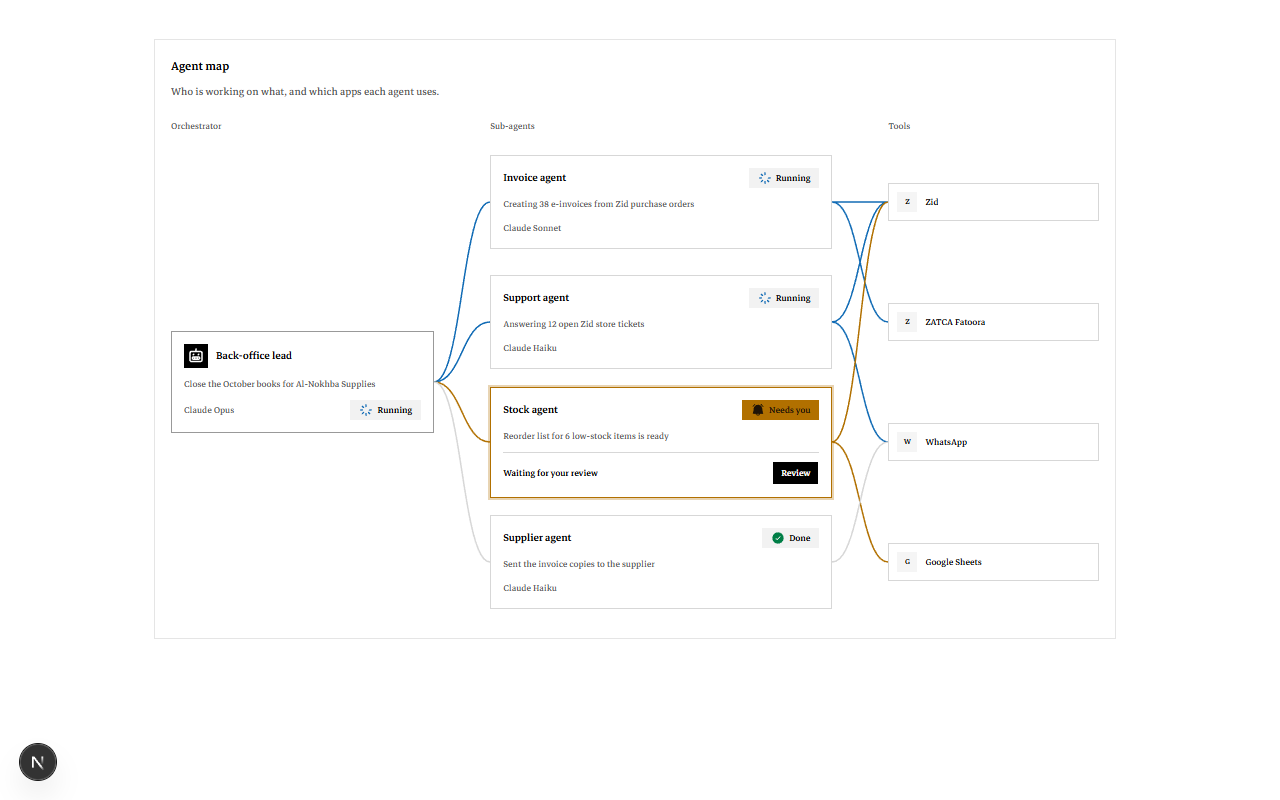 Agent map
Who is working on what, and which apps each agent uses.
Orchestrator
Sub-agents
Tools
Back-office lead
Close the October books for Al-Nokhba Supplies
Claude Opus
Running
Invoice agent
Running
Creating 38 e-invoices from Zid purchase orders
Claude Sonnet
Support agent
Running
Answering 12 open Zid store tickets
Claude Haiku
Stock agent
Needs you
Reorder list for 6 low-stock items is ready
Waiting for your review
Review
Supplier agent
Done
Sent the invoice copies to the supplier
Claude Haiku
Z
Zid
Z
ZATCA Fatoora
W
WhatsApp
G
Google Sheets
N